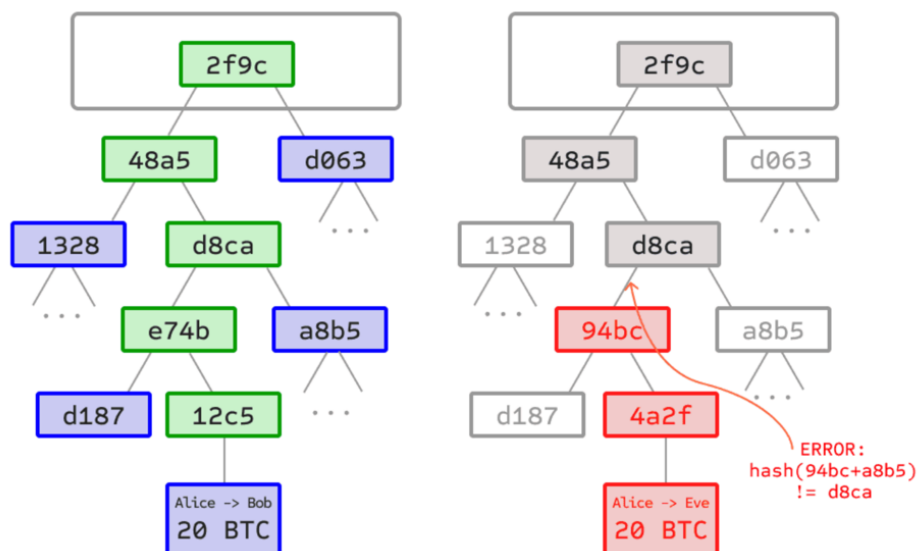 2f9c
48a5
d063
1328
d8ca
...
...
e74b
a8b5
d187
12c5
...
Alice -> Bob
20 BTC
2f9c
48a5
d063
1328
d8ca
...
...
94bc
a8b5
d187
4a2f
...
ERROR:
hash(94bc+a8b5)
!= d8ca
Alice -> Eve
20 BTC